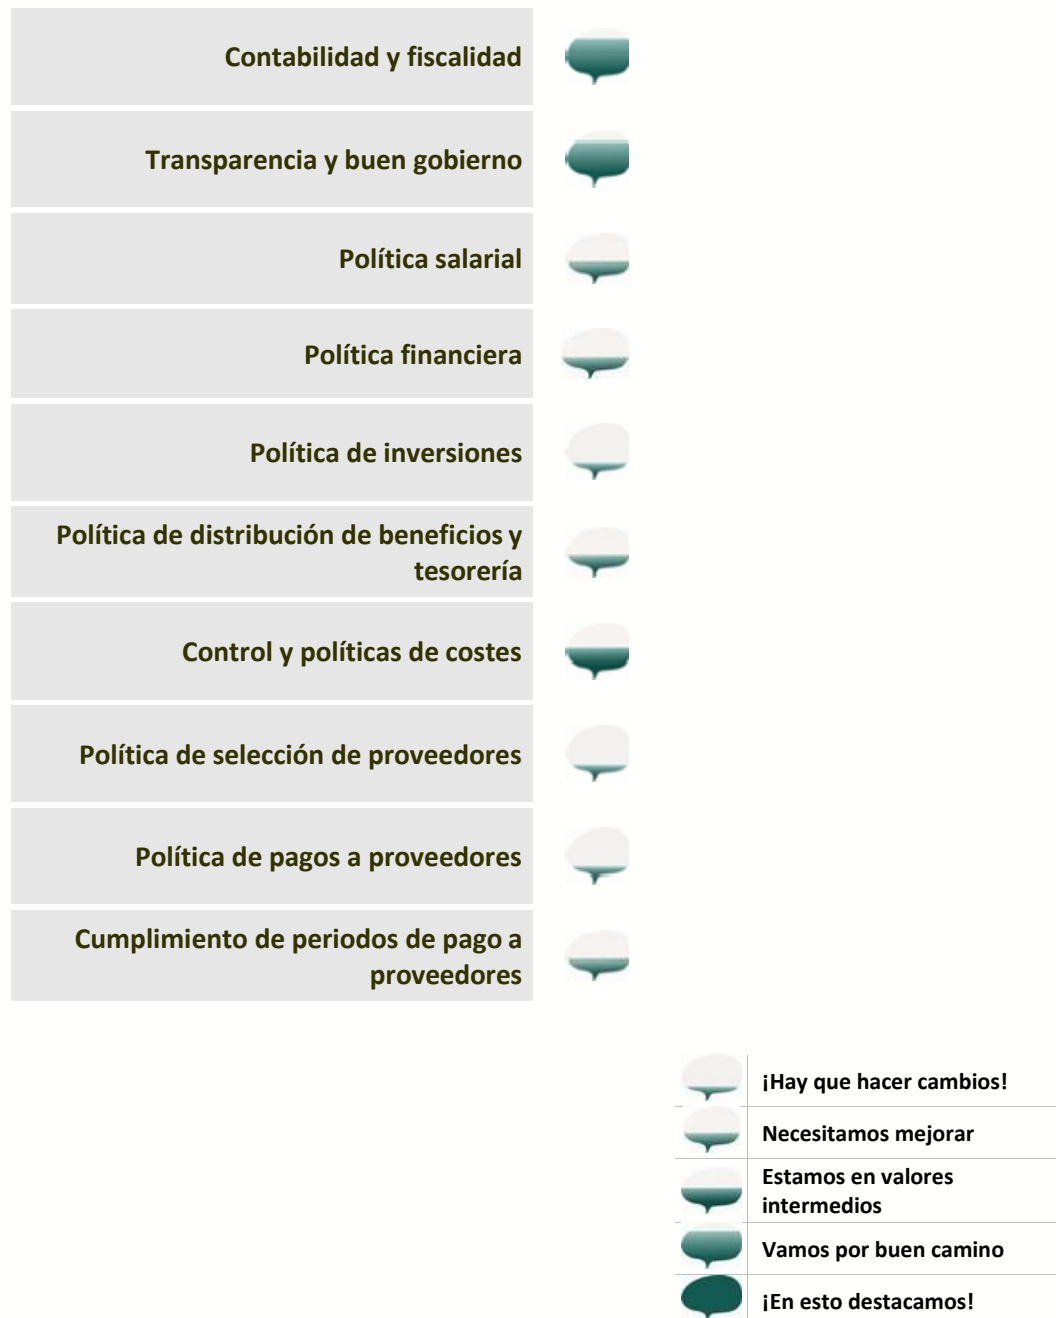 Contabilidad y fiscalidad
Transparencia y buen gobierno
Política salarial
Política financiera
Política de inversiones
Política de distribución de beneficios y
tesorería
Control y políticas de costes
Política de selección de proveedores
Política de pagos a proveedores
Cumplimiento de periodos de pago a
proveedores
¡Hay que hacer cambios!
Necesitamos mejorar
Estamos en valores
intermedios
Vamos por buen camino
¡En esto destacamos!